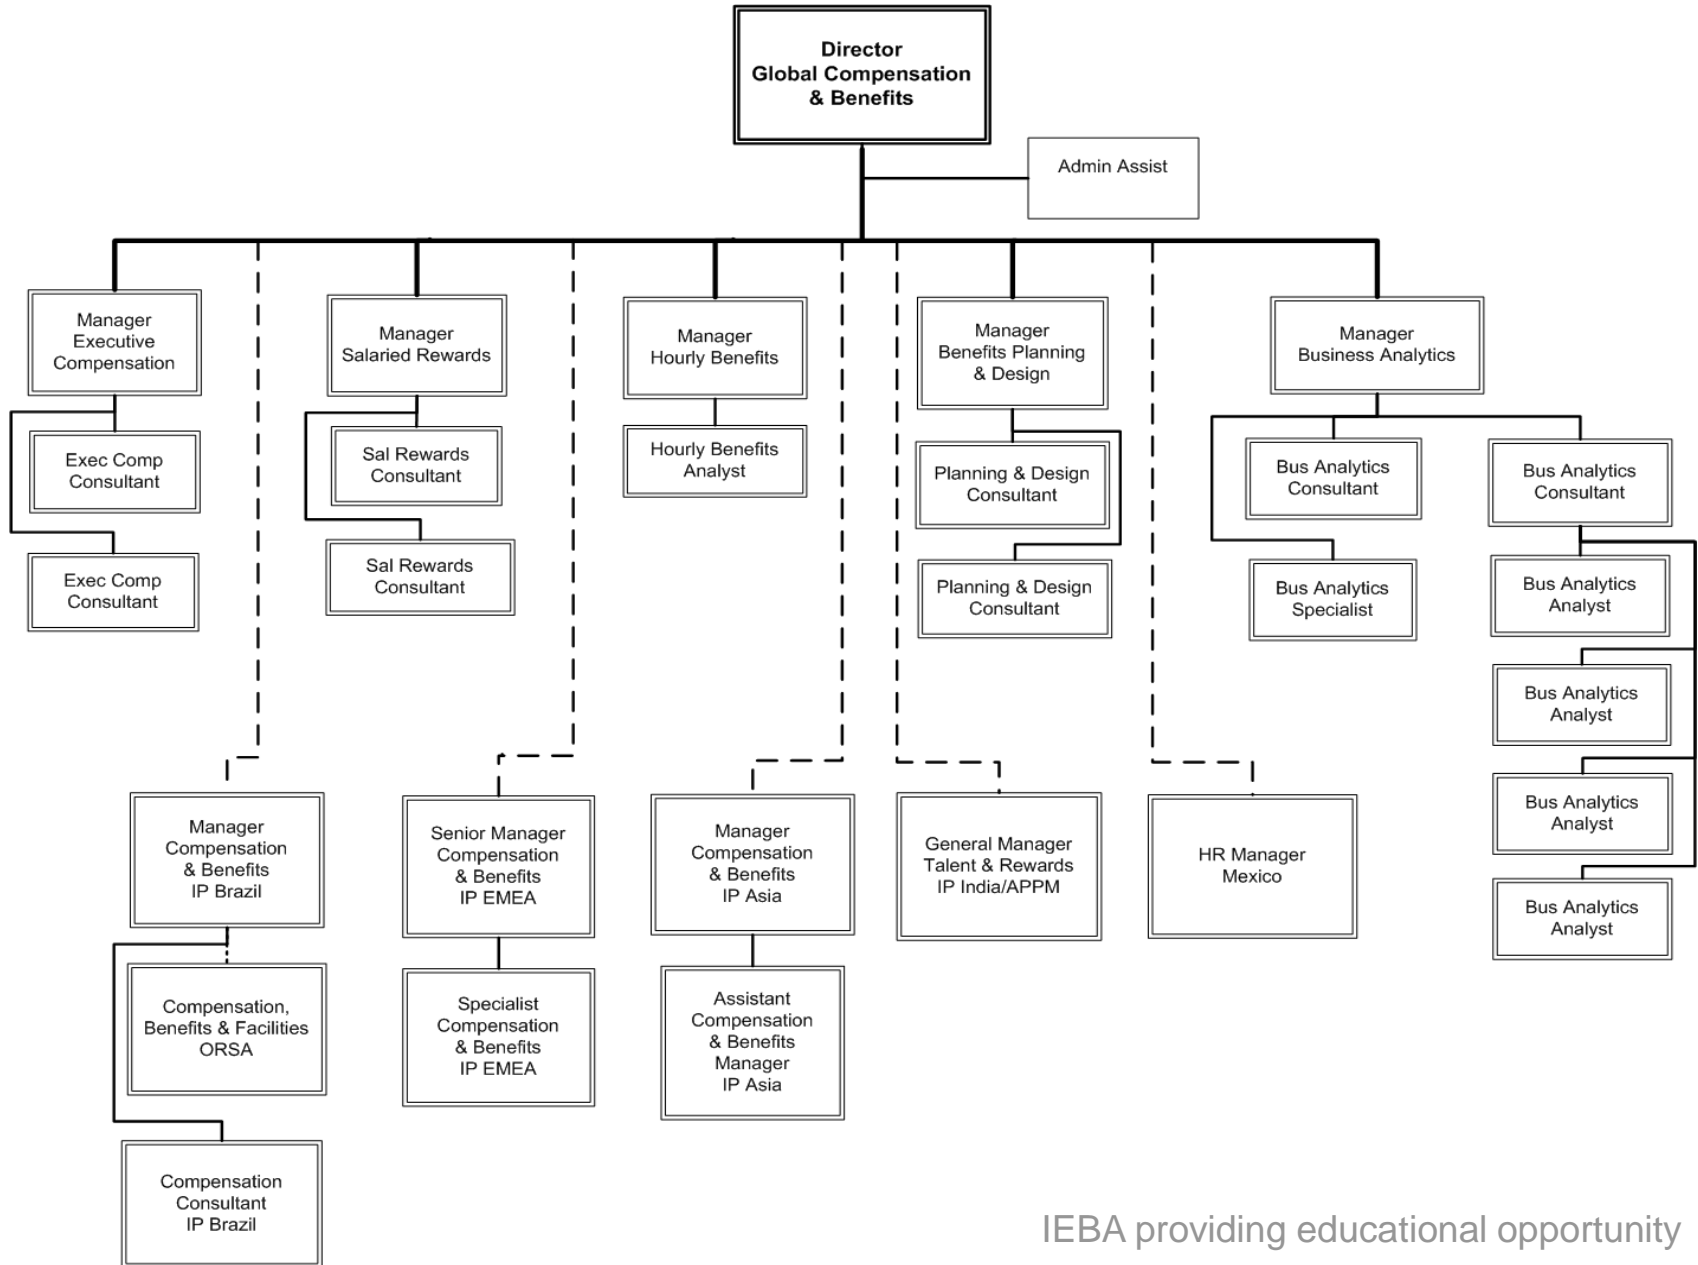 Director
Global Compensation
& Benefits
Admin Assist
Manager
Executive
Compensation
Manager
Salaried Rewards
Manager
Hourly Benefits
Manager
Benefits Planning
& Design
Manager
Business Analytics
Exec Comp
Consultant
Sal Rewards
Consultant
Hourly Benefits
Analyst
Planning & Design
Consultant
Bus Analytics
Consultant
Bus Analytics
Consultant
Exec Comp
Consultant
Sal Rewards
Consultant
Planning & Design
Consultant
Bus Analytics
Specialist
Bus Analytics
Analyst
Bus Analytics
Analyst
Bus Analytics
Analyst
Bus Analytics
Analyst
Manager
Compensation
& Benefits
IP Brazil
Senior Manager
Compensation
& Benefits
IP EMEA
Manager
Compensation
& Benefits
IP Asia
General Manager
Talent & Rewards
IP India/APPM
HR Manager
Mexico
Compensation,
Benefits & Facilities
ORSA
Specialist
Compensation
& Benefits
IP EMEA
Assistant
Compensation
& Benefits
Manager
IP Asia
Compensation
Consultant
IP Brazil
IEBA providing educational opportunity